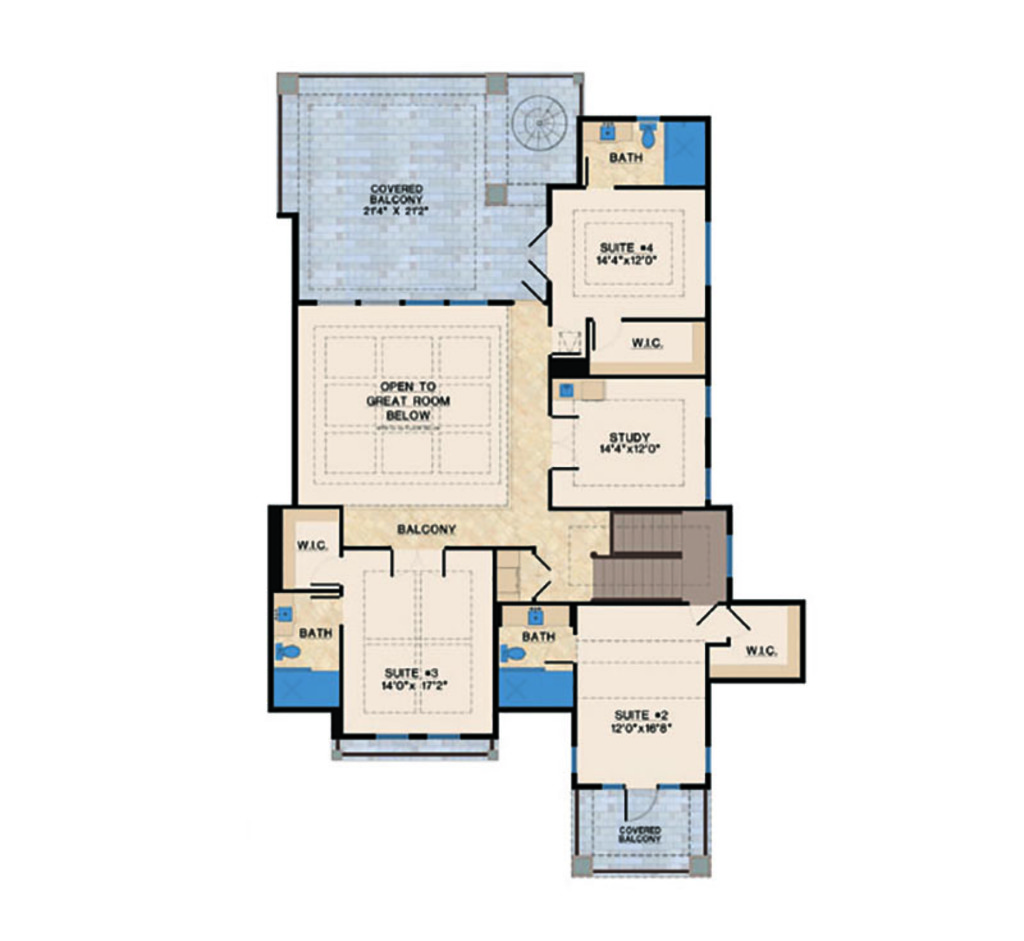 BATH
COVERED
BALCONY
21'4" X 21'2"
SUITE #4
14'4"x12'0"
W.I.C.
OPEN TO
GREAT ROOM
BELOW
STUDY
14'4"x12'0"
BALCONY
W.I.C.
BATH
BATH
W.I.C.
SUITE #3
14'0"x 17'2"
SUITE #2
12'0"x16'8"
COVERED
BALCONY